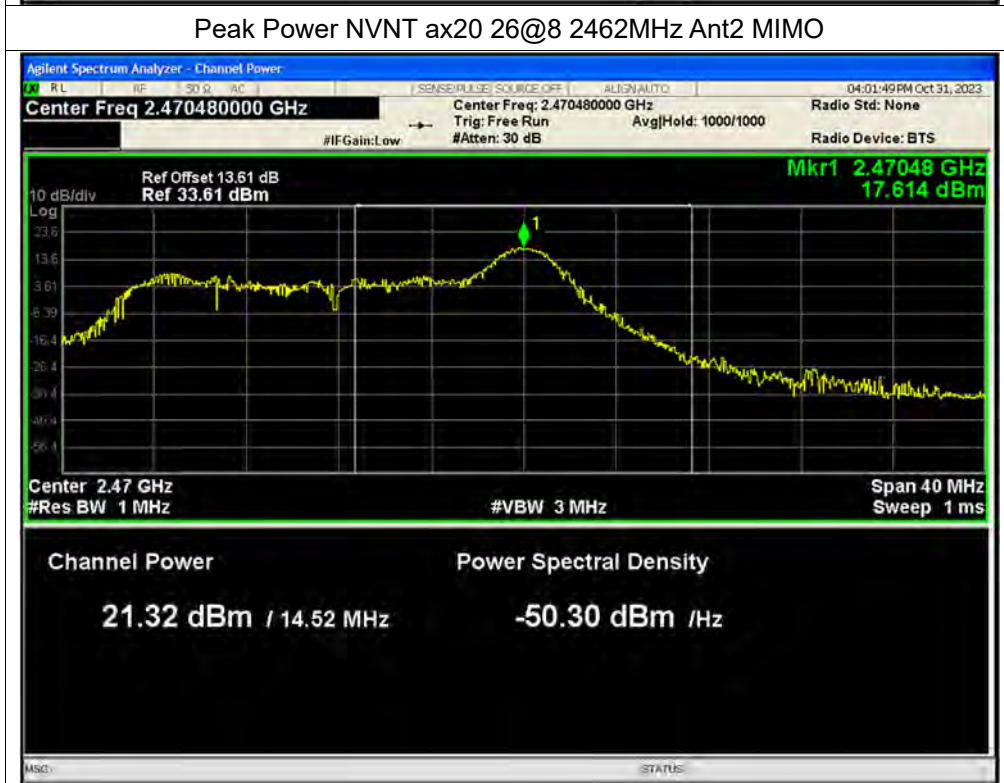 Peak Power NVNT ax20 26@8 2462MHz Ant2 MIMO
Agilent Spectrum Analyzer - Channel Power
RL RF 50 Ω AC SENSE:PULSE SOURCE OFF ALIGNAUTO 04:01:49 PM Oct 31, 2023
Center Freq 2.470480000 GHz Center Freq: 2.470480000 GHz Radio Std: None
Trig: Free Run Avg|Hold: 1000/1000
#IFGain:Low #Atten: 30 dB Radio Device: BTS
Ref Offset 13.61 dB Mkr1 2.47048 GHz
10 dB/div Ref 33.61 dBm 17.614 dBm
Log
23.6
1
13.6
3.61
-6.39
-16.4
-26.4
-36.4
-46.4
-56.4
Center 2.47 GHz Span 40 MHz
#Res BW 1 MHz #VBW 3 MHz Sweep 1 ms
Channel Power Power Spectral Density
21.32 dBm / 14.52 MHz -50.30 dBm /Hz
MSG STATUS